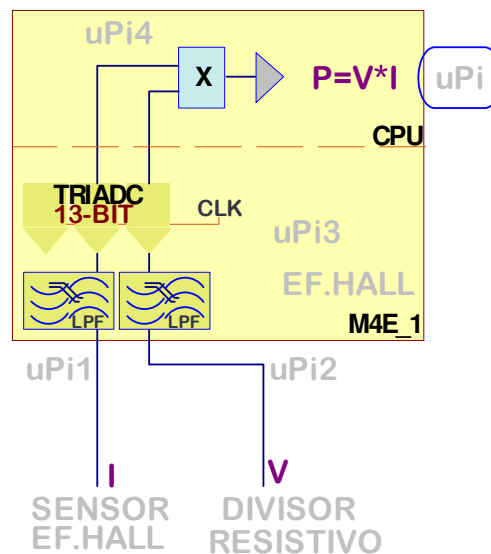 uPi4
X
P=V*I
uPi
CPU
TRIADC
13-BIT
CLK
uPi3
EF.HALL
LPF
LPF
M4E_1
uPi1
uPi2
I
V
SENSOR
EF.HALL
DIVISOR
RESISTIVO